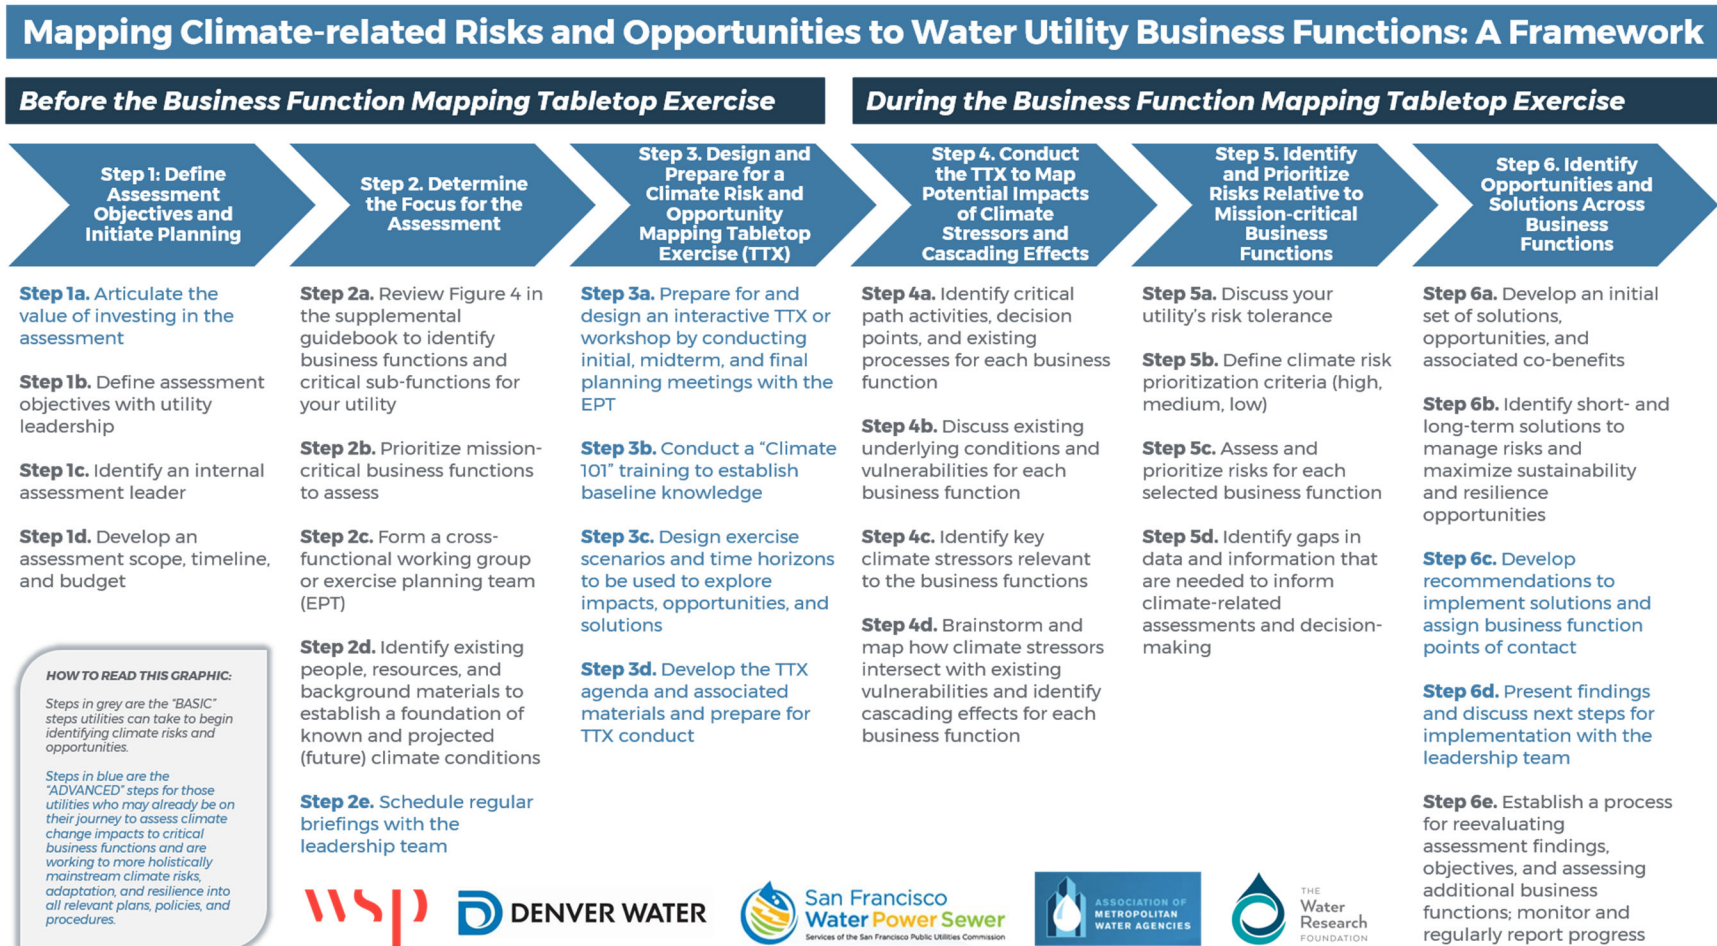 Mapping Climate-related Risks and Opportunities to Water Utility Business Functions: A Framework
Before the Business Function Mapping Tabletop Exercise
During the Business Function Mapping Tabletop Exercise
Step 1: Define
Assessment
Objectives and
Initiate Planning
Step 1a. Articulate the
value of investing in the
assessment
Step 1b. Define assessment
objectives with utility
leadership
Step 1c. Identify an internal
assessment leader
Step 1d. Develop an
assessment scope, timeline,
and budget
HOW TO READ THIS GRAPHIC:
Steps in grey are the "BASIC"
steps utilities can take to begin
identifying climate risks and
opportunities.
Steps in blue are the
"ADVANCED" steps for those
utilities who may already be on
their journey to assess climate
change impacts to critical
business functions and are
working to more holistically
mainstream climate risks,
adaptation, and resilience into
all relevant plans, policies, and
procedures.
Step 2. Determine
the Focus for the
Assessment
Step 2a. Review Figure 4 in
the supplemental
guidebook to identify
business functions and
critical sub-functions for
your utility
Step 2b. Prioritize mission-
critical business functions
to assess
Step 2c. Form a cross-
functional working group
or exercise planning team
(EPT)
Step 2d. Identify existing
people, resources, and
background materials to
establish a foundation of
known and projected
(future) climate conditions
Step 2e. Schedule regular
briefings with the
leadership team
Step 3. Design and
Prepare for a
Climate Risk and
Opportunity
Mapping Tabletop
Exercise (TTX)
Step 3a. Prepare for and
design an interactive TTX or
workshop by conducting
initial, midterm, and final
planning meetings with the
EPT
Step 3b. Conduct a “Climate
101” training to establish
baseline knowledge
Step 3c. Design exercise
scenarios and time horizons
to be used to explore
impacts, opportunities, and
solutions
Step 3d. Develop the TTX
agenda and associated
materials and prepare for
TTX conduct
Step 4. Conduct
the TTX to Map
Potential Impacts
of Climate
Stressors and
Cascading Effects
Step 4a. Identify critical
path activities, decision
points, and existing
processes for each business
function
Step 4b. Discuss existing
underlying conditions and
vulnerabilities for each
business function
Step 4c. Identify key
climate stressors relevant
to the business functions
Step 4d. Brainstorm and
map how climate stressors
intersect with existing
vulnerabilities and identify
cascading effects for each
business function
Step 5. Identify
and Prioritize
Risks Relative to
Mission-critical
Business
Functions
Step 5a. Discuss your
utility’s risk tolerance
Step 5b. Define climate risk
prioritization criteria (high,
medium, low)
Step 5c. Assess and
prioritize risks for each
selected business function
Step 5d. Identify gaps in
data and information that
are needed to inform
climate-related
assessments and decision-
making
Step 6. Identify
Opportunities and
Solutions Across
Business
Functions
Step 6a. Develop an initial
set of solutions,
opportunities, and
associated co-benefits
Step 6b. Identify short- and
long-term solutions to
manage risks and
maximize sustainability
and resilience
opportunities
Step 6c. Develop
recommendations to
implement solutions and
assign business function
points of contact
Step 6d. Present findings
and discuss next steps for
implementation with the
leadership team
Step 6e. Establish a process
for reevaluating
assessment findings,
objectives, and assessing
additional business
functions; monitor and
regularly report progress
wsp
DENVER WATER
San Francisco
Water Power Sewer
Services of the San Francisco Public Utilities Commission
ASSOCIATION OF
METROPOLITAN
WATER AGENCIES
THE
Water
Research
FOUNDATION